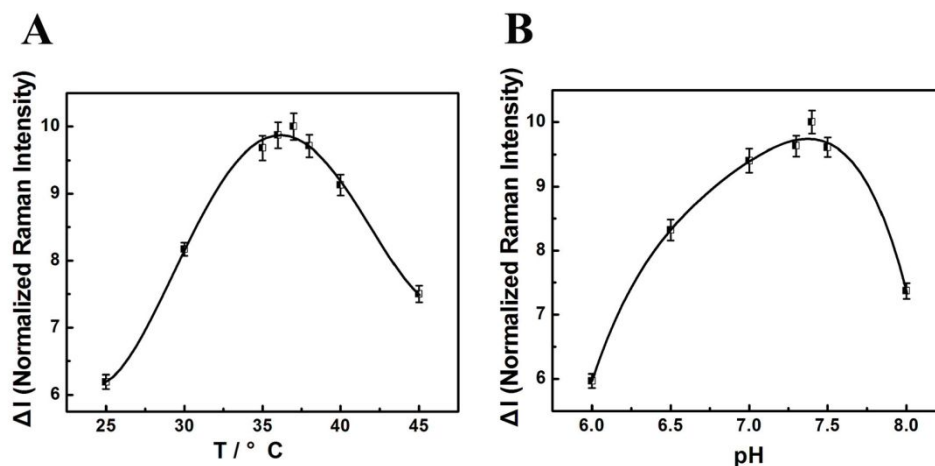 A
ΔI (Normalized Raman Intensity)
10
9
8
7
6
25 30 35 40 45
T / ° C
B
ΔI (Normalized Raman Intensity)
10
9
8
7
6
6.0 6.5 7.0 7.5 8.0
pH